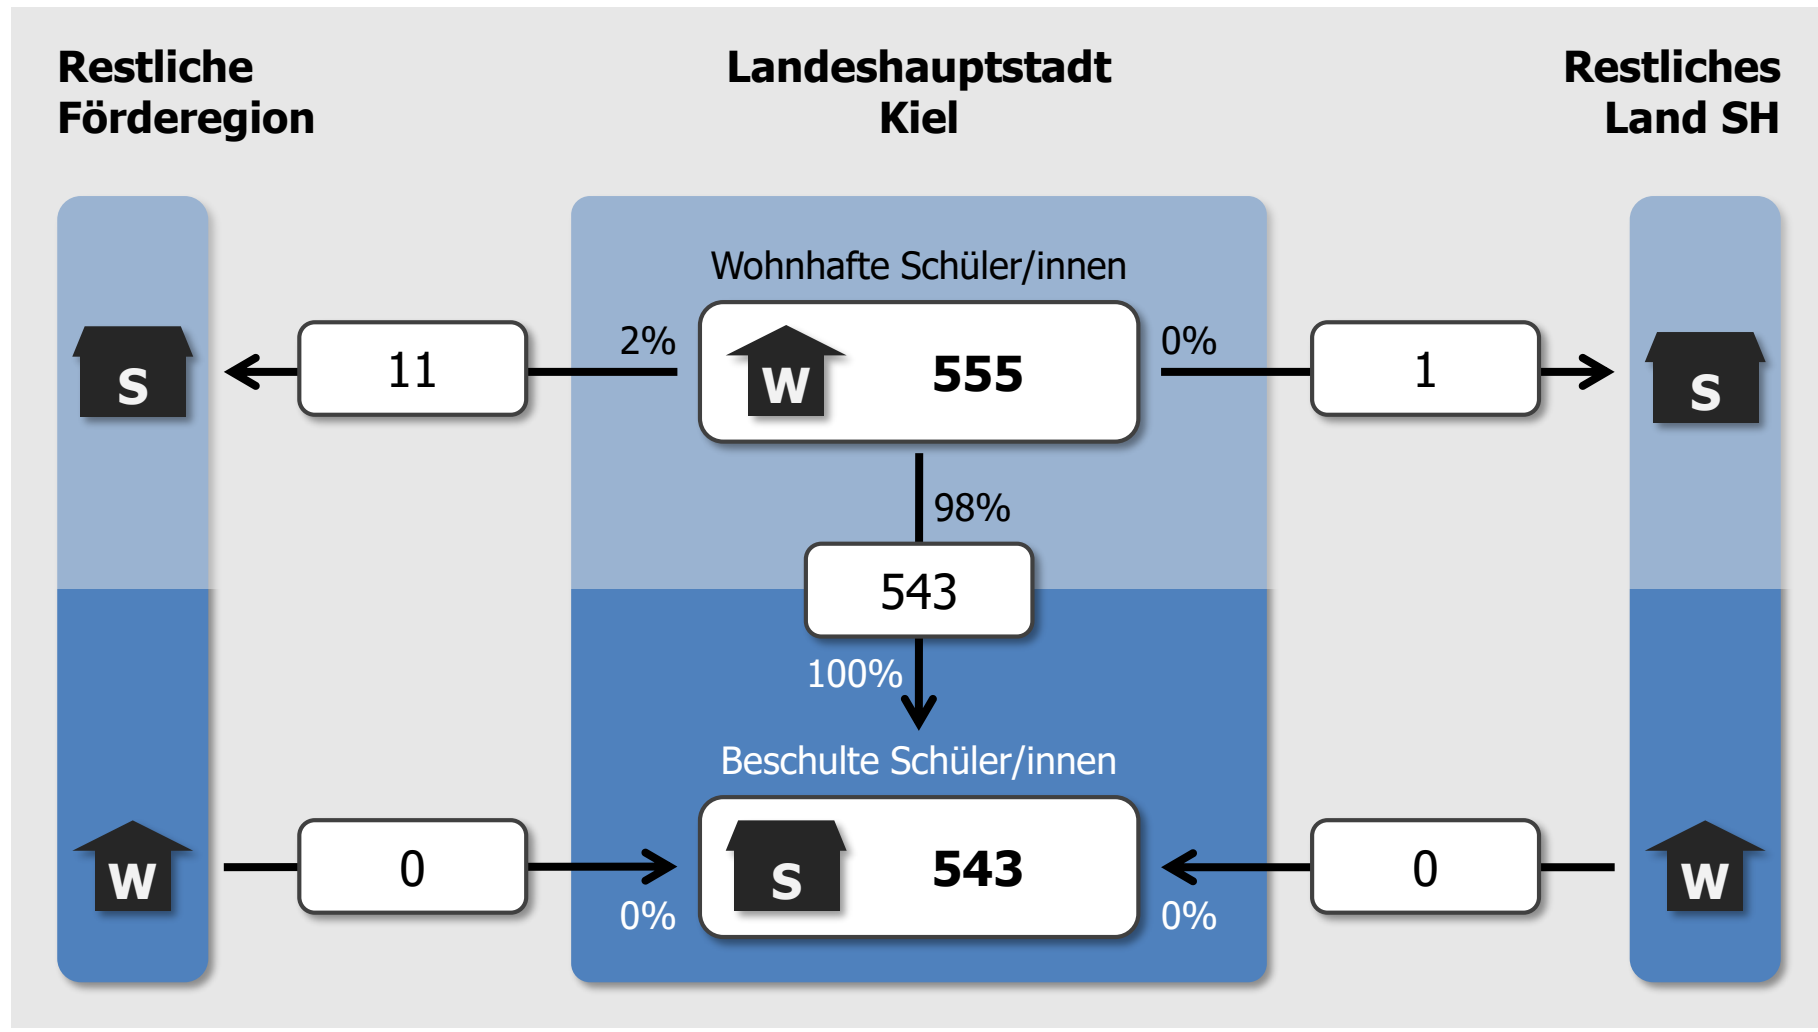 Restliche
Förderegion
Landeshauptstadt
Kiel
Restliches
Land SH
Wohnhafte Schüler/innen
S
11
2%
W
555
0%
1
S
98%
543
100%
Beschulte Schüler/innen
W
0
0%
S
543
0%
0
W